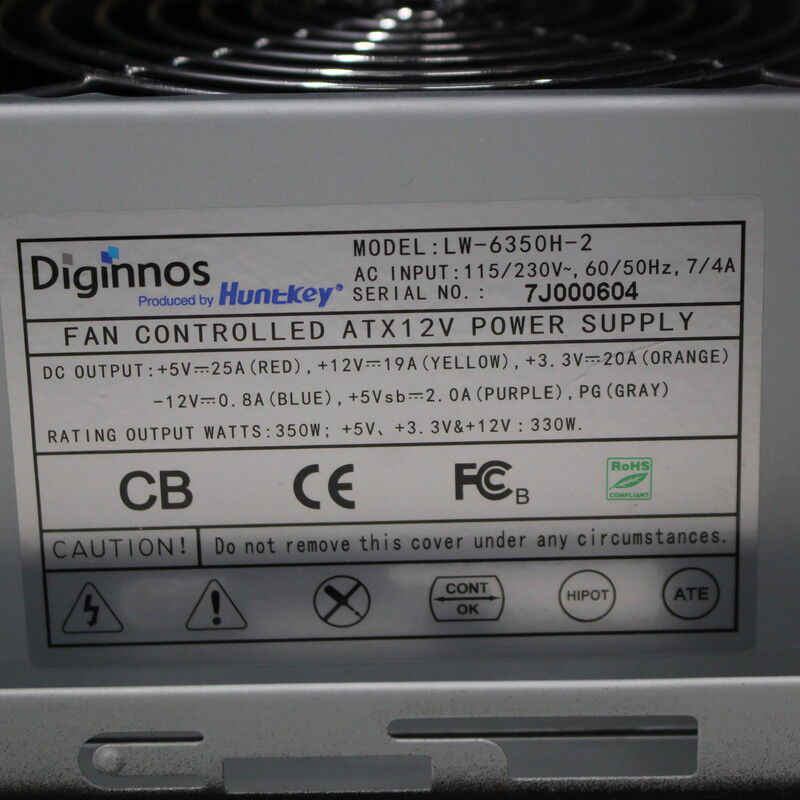 Diginnos
Produced by Huntkey®
MODEL:LW-6350H-2
AC INPUT:115/230V~, 60/50Hz, 7/4A
SERIAL NO.: 7J000604
FAN CONTROLLED ATX12V POWER SUPPLY
DC OUTPUT:+5V⎓25A(RED), +12V⎓19A(YELLOW), +3.3V⎓20A(ORANGE)
-12V⎓0.8A(BLUE), +5Vsb⎓2.0A(PURPLE), PG(GRAY)
RATING OUTPUT WATTS:350W; +5V、+3.3V&+12V:330W.
CB CE FC B RoHS
COMPLIANT
CAUTION! Do not remove this cover under any circumstances.
CONT
OK
HIPOT
ATE